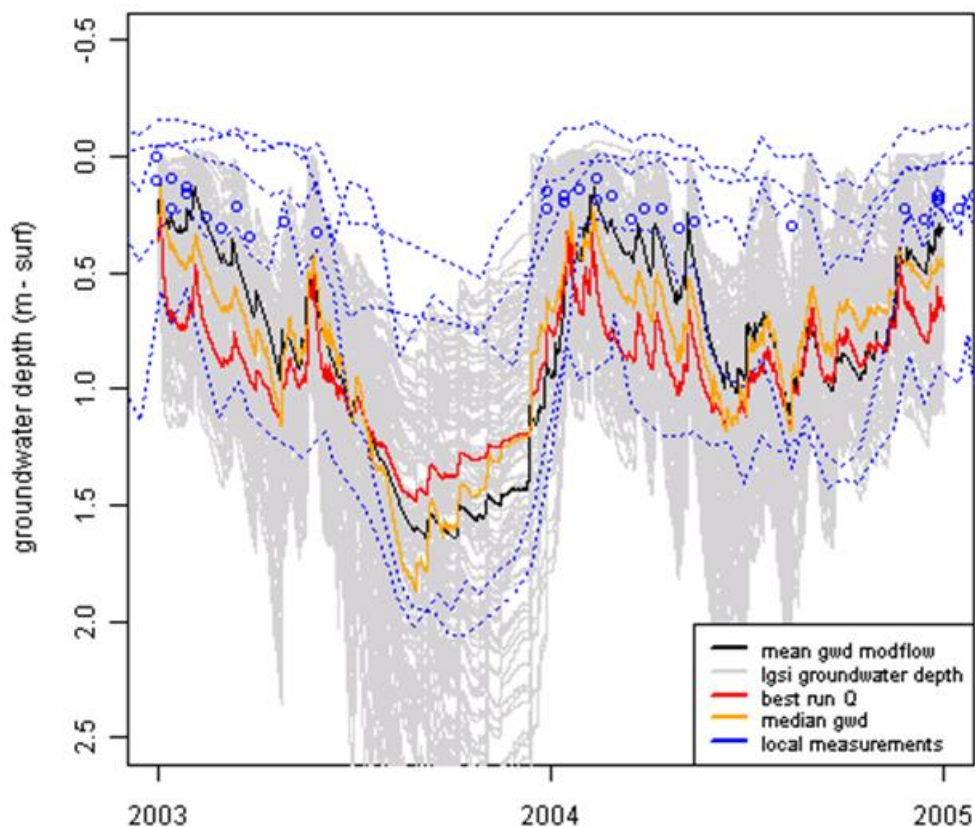 groundwater depth (m - surf)
-0.5
0.0
0.5
1.0
1.5
2.0
2.5
2003
2004
2005
mean gwd modflow
lgsi groundwater depth
best run Q
median gwd
local measurements